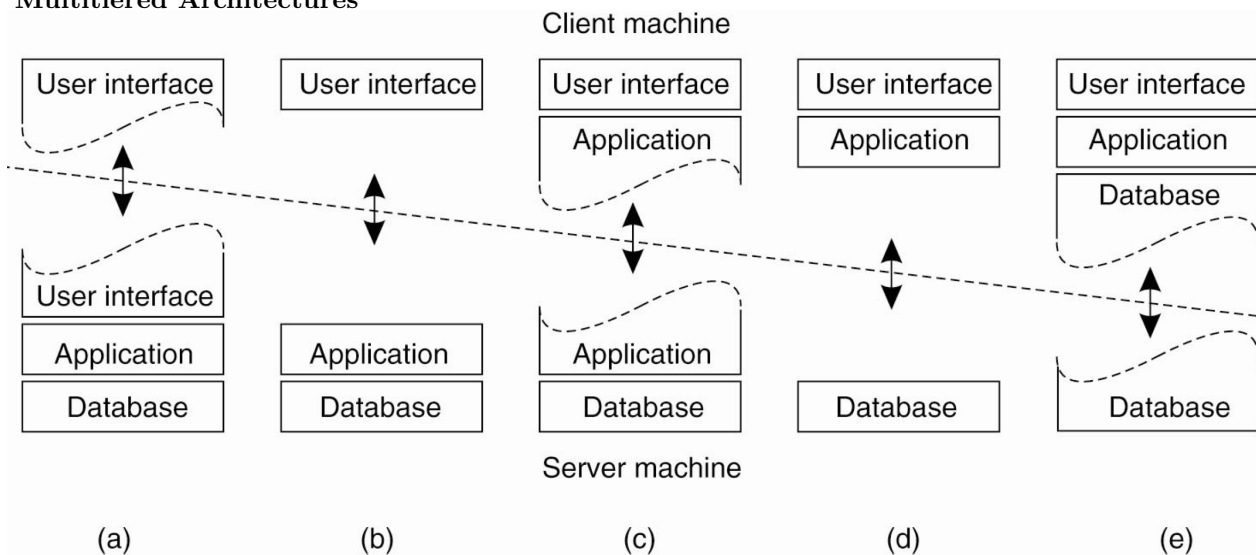 Multitiered Architectures
Client machine
User interface User interface User interface User interface User interface
Application Application Application
Database
User interface
Application Application Application
Database Database Database Database Database
Server machine
(a) (b) (c) (d) (e)